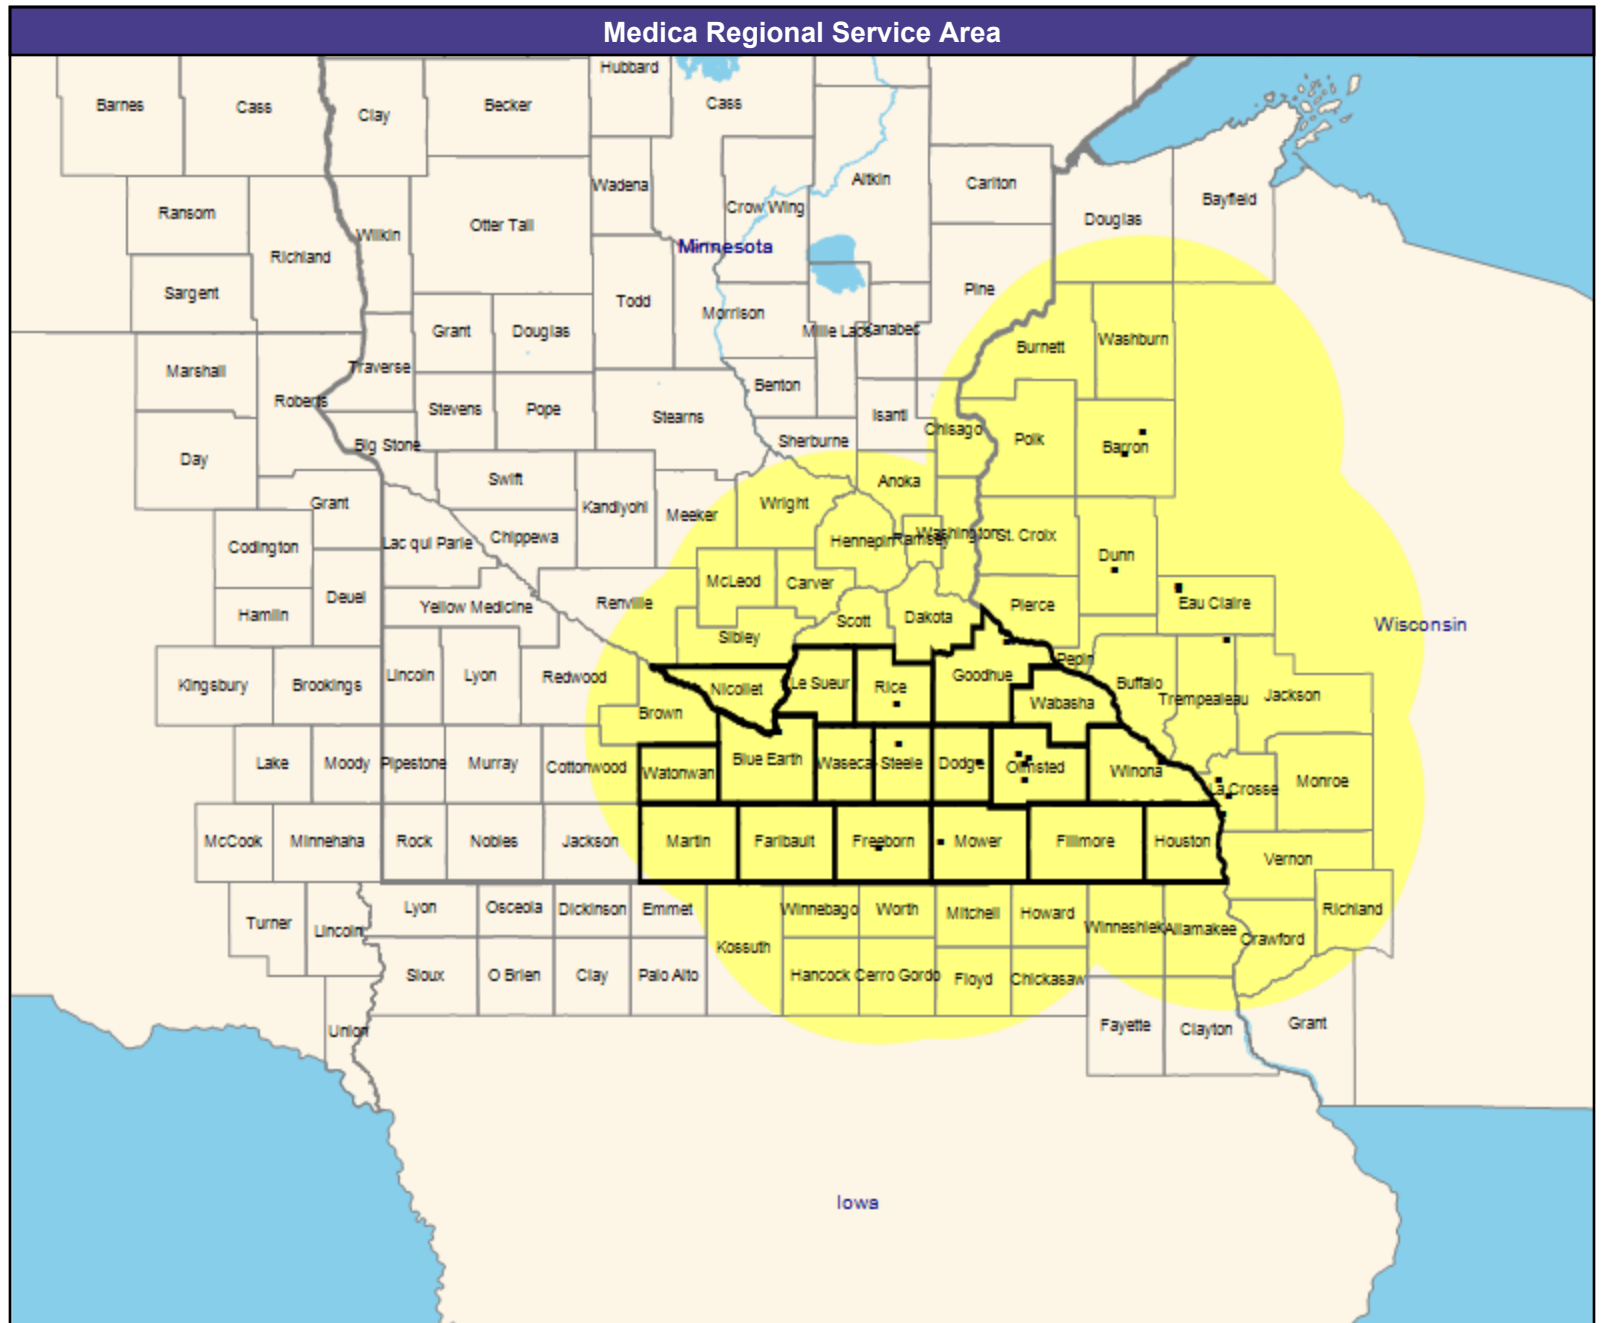 Medica Regional Service Area
Hubbard
Barnes
Cass
Clay
Becker
Cass
Wadena
Aitkin
Carlton
Bayfield
Ransom
Crow Wing
Douglas
Otter Tail
Wilkin
Minnesota
Richland
Sargent
Todd
Pine
Morrison
Grant
Douglas
Mille Lacs
Kanabec
Washburn
Burnett
Marshall
Traverse
Benton
Roberts
Stevens
Pope
Stearns
Isanti
Chisago
Polk
Barron
Big Stone
Sherburne
Day
Swift
Anoka
Grant
Kandiyohi
Meeker
Wright
Codington
Lac qui Parle
Chippewa
Hennepin
Ramsey
Washington
St. Croix
Dunn
McLeod
Carver
Deuel
Yellow Medicine
Renville
Pierce
Eau Claire
Hamlin
Scott
Dakota
Wisconsin
Sibley
Pepin
Kingsbury
Brookings
Lincoln
Lyon
Redwood
Nicollet
Le Sueur
Rice
Goodhue
Buffalo
Trempealeau
Jackson
Brown
Wabasha
Lake
Moody
Pipestone
Murray
Cottonwood
Watonwan
Blue Earth
Waseca
Steele
Dodge
Olmsted
Winona
La Crosse
Monroe
McCook
Minnehaha
Rock
Nobles
Jackson
Martin
Faribault
Freeborn
Mower
Fillmore
Houston
Vernon
Turner
Lincoln
Lyon
Osceola
Dickinson
Emmet
Winnebago
Worth
Mitchell
Howard
Winneshiek
Allamakee
Crawford
Richland
Kossuth
Sioux
O Brien
Clay
Palo Alto
Hancock
Cerro Gordo
Floyd
Chickasaw
Union
Fayette
Clayton
Grant
Iowa